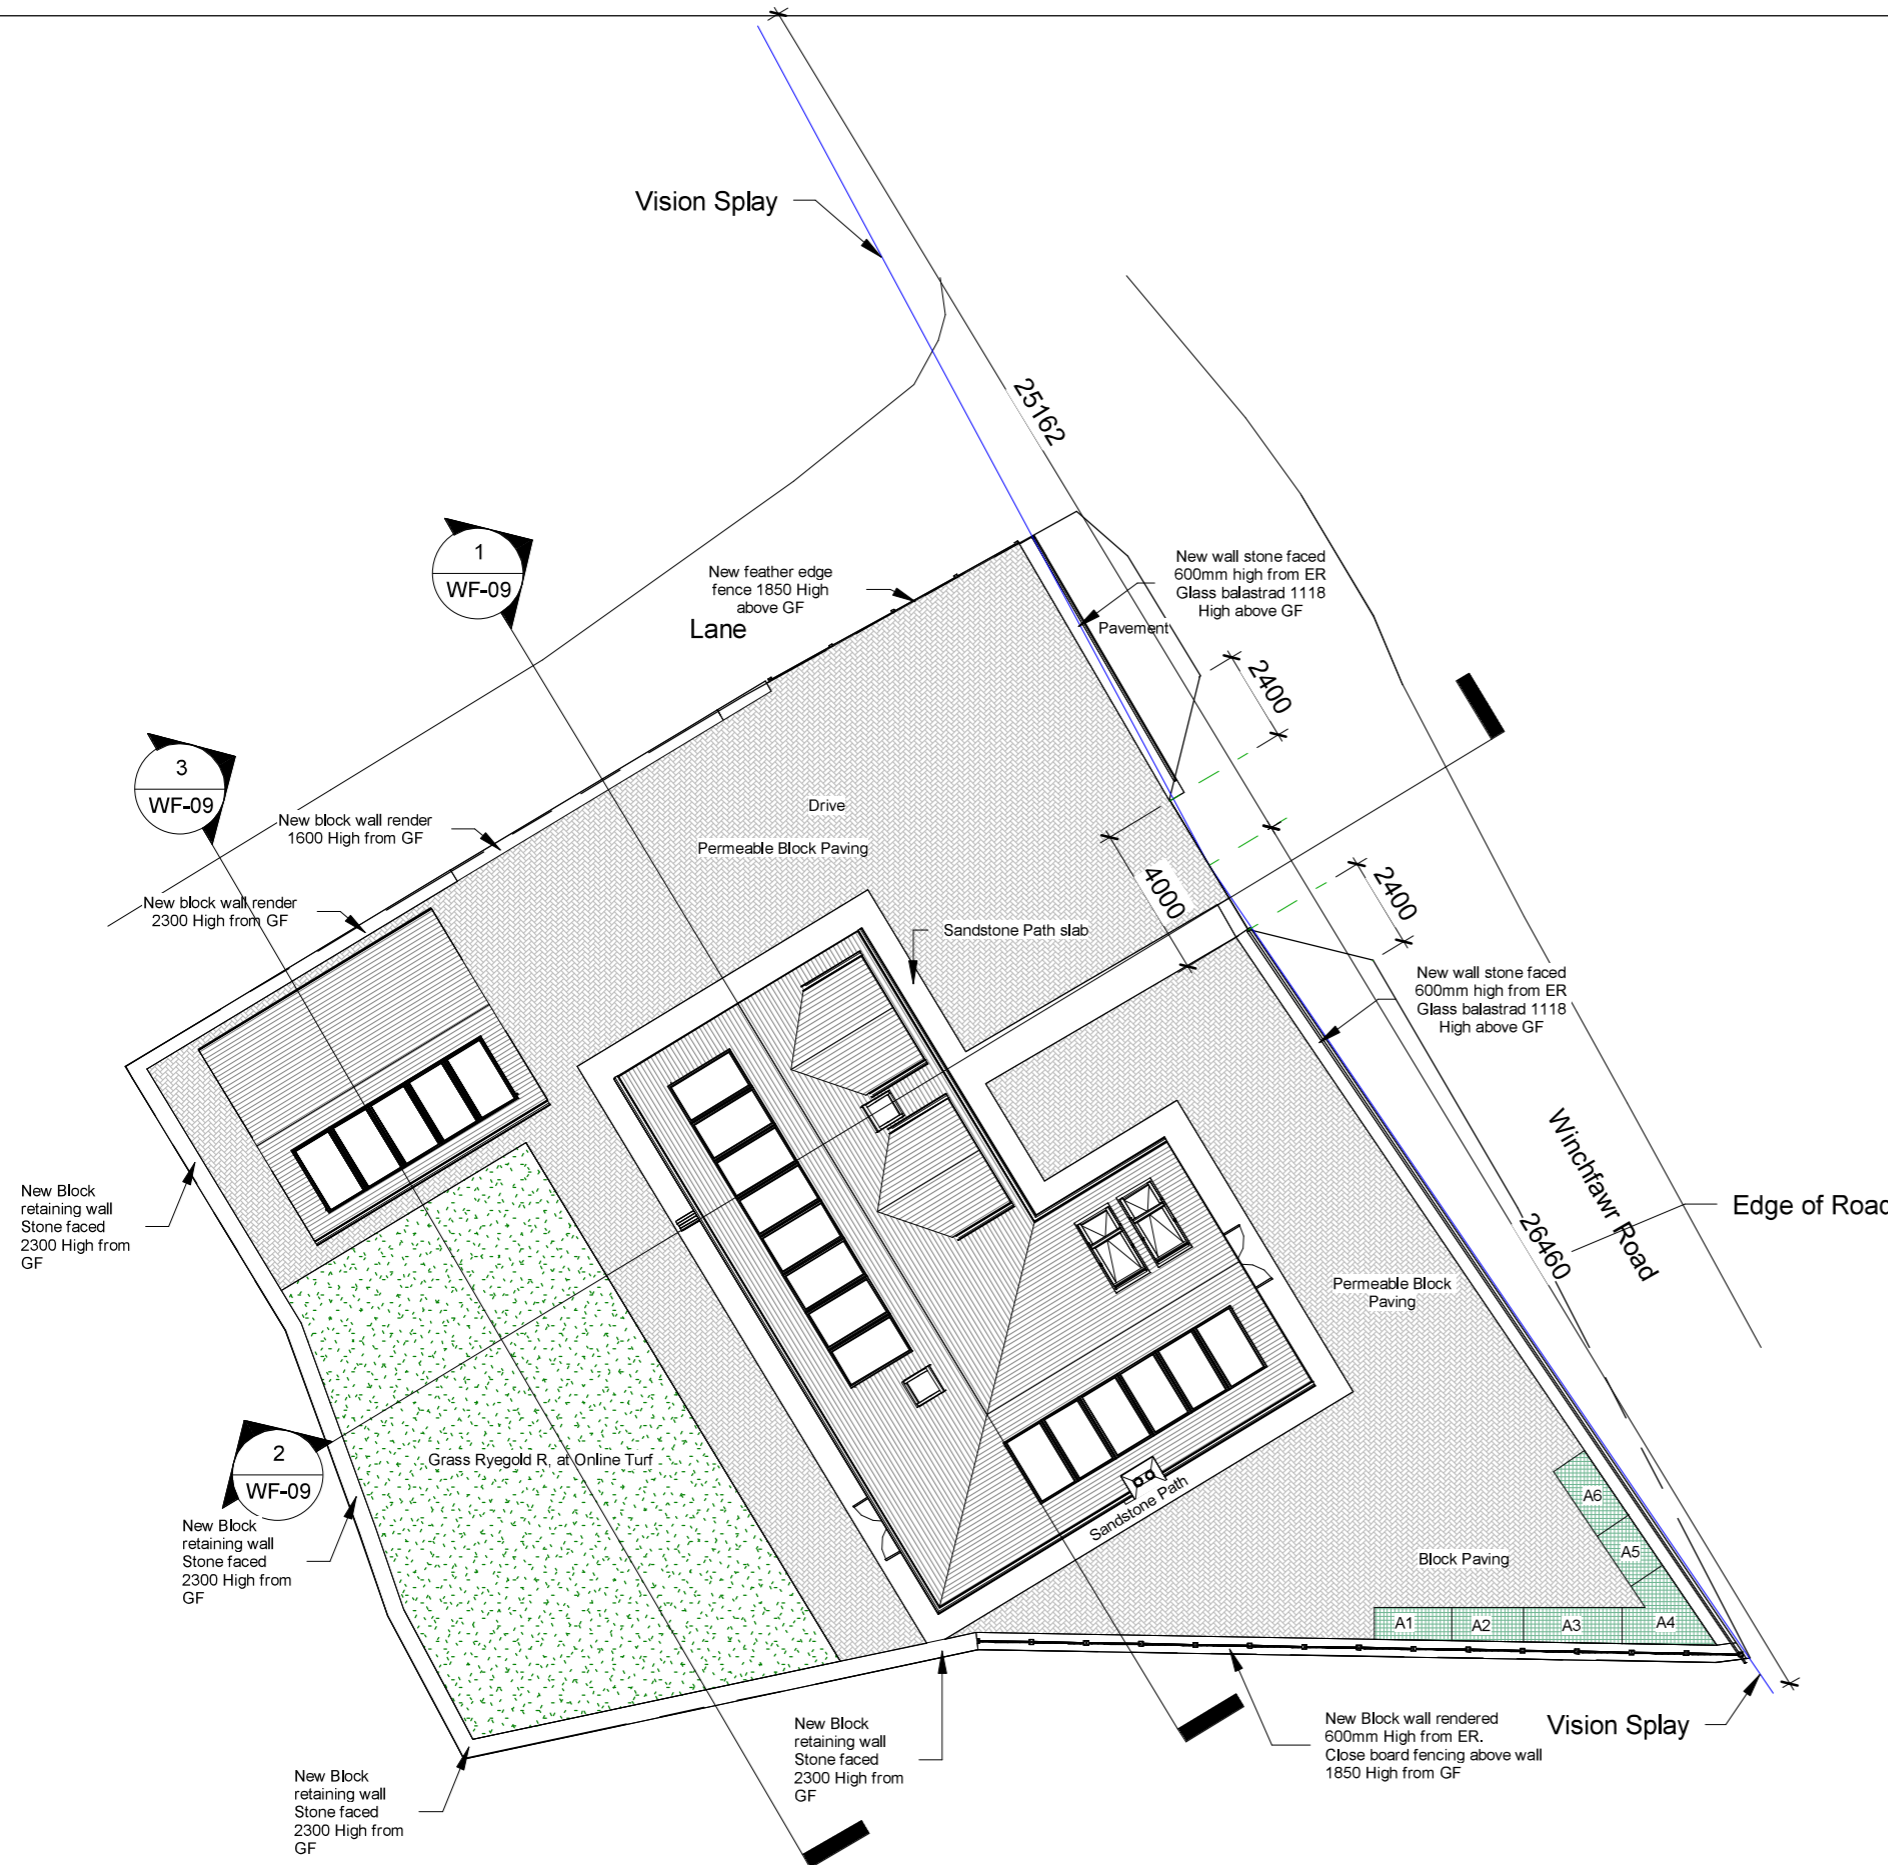 Vision Splay
25162
1
WF-09
New feather edge
fence 1850 High
above GF
Lane
New wall stone faced
600mm high from ER
Glass balastrad 1118
High above GF
Pavement
2400
3
WF-09
New block wall render
1600 High from GF
Drive
Permeable Block Paving
4000
2400
New block wall render
2300 High from GF
Sandstone Path slab
New wall stone faced
600mm high from ER
Glass balastrad 1118
High above GF
Winchfawr Road
New Block
retaining wall
Stone faced
2300 High from
GF
Edge of Road
26460
Permeable Block
Paving
2
WF-09
Grass Ryegold R, at Online Turf
New Block
retaining wall
Stone faced
2300 High from
GF
Sandstone Path
Block Paving
A6
A5
A1
A2
A3
A4
New Block
retaining wall
Stone faced
2300 High from
GF
New Block
retaining wall
Stone faced
2300 High from
GF
New Block wall rendered
600mm High from ER.
Close board fencing above wall
1850 High from GF
Vision Splay